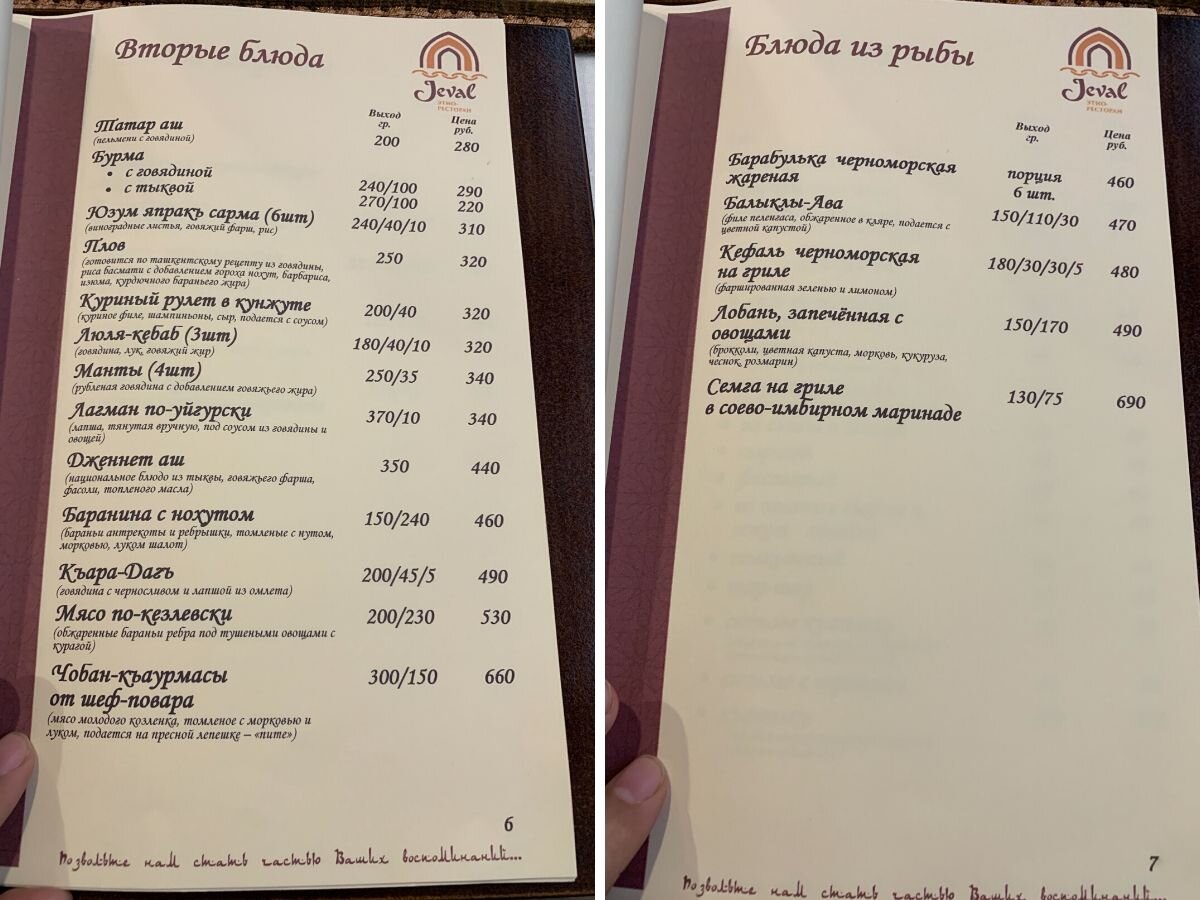 Вторые блюда
Jeval
ЭТНО-
РЕСТОРАН
Выход
гр.
Цена
руб.
Татар аш
200
280
(пельмени с говядиной)
Бурма
• с говядиной
240/100
290
• с тыквой
270/100
220
Юзум япракъ сарма (6шт)
240/40/10
310
(виноградные листья, говяжий фарш, рис)
Плов
250
320
(готовится по ташкентскому рецепту из говядины,
риса басмати с добавлением гороха нохут, барбариса,
изюма, курдючного бараньего жира)
Куриный рулет в кунжуте
200/40
320
(куриное филе, шампиньоны, сыр, подается с соусом)
Люля-кебаб (3шт)
180/40/10
320
(говядина, лук, говяжий жир)
Манты (4шт)
250/35
340
(рубленая говядина с добавлением говяжьего жира)
Лагман по-уйгурски
370/10
340
(лапша, тянутая вручную, под соусом из говядины и
овощей)
Дженнет аш
350
440
(национальное блюдо из тыквы, говяжьего фарша,
фасоли, топленого масла)
Баранина с нохутом
150/240
460
(бараньи антрекоты и ребрышки, томленые с нутом,
морковью, луком шалот)
Къара-Дагъ
200/45/5
490
(говядина с черносливом и лапшой из омлета)
Мясо по-кезлевски
200/230
530
(обжаренные бараньи ребра под тушеными овощами с
курагой)
Чобан-къаурмасы
от шеф-повара
300/150
660
(мясо молодого козленка, томленое с морковью и
луком, подается на пресной лепешке – «пите»)
6
Позвольте нам стать частью Ваших воспоминаний...
Блюда из рыбы
Jeval
ЭТНО-
РЕСТОРАН
Выход
гр.
Цена
руб.
Барабулька черноморская
жареная
порция
6 шт.
460
Балыклы-Ава
150/110/30
470
(филе пеленгаса, обжаренное в кляре, подается с
цветной капустой)
Кефаль черноморская
на гриле
180/30/30/5
480
(фаршированная зеленью и лимоном)
Лобань, запечённая с
овощами
150/170
490
(брокколи, цветная капуста, морковь, кукуруза,
чеснок, розмарин)
Семга на гриле
в соево-имбирном маринаде
130/75
690
7
Позвольте нам стать частью Ваших воспоминаний...